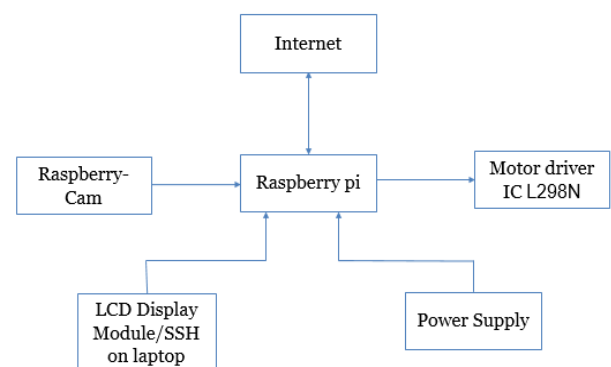 Internet
Raspberry-
Cam
Raspberry pi
Motor driver
IC L298N
LCD Display
Module/SSH
on laptop
Power Supply